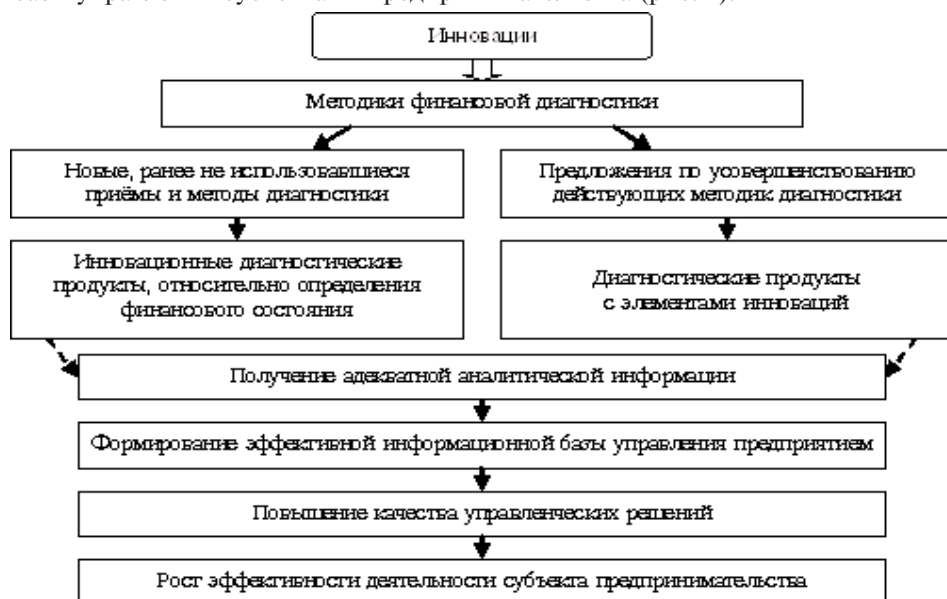 Инновации
Методики финансовой диагностики
Новые, ранее не использовавшиеся
приёмы и методы диагностики
Предложения по усовершенствованию
действующих методик диагностики
Инновационные диагностические
продукты, относительно определения
финансового состояния
Диагностические продукты
с элементами инноваций
Получение адекватной аналитической информации
Формирование эффективной информационной базы управления предприятием
Повышение качества управленческих решений
Рост эффективности деятельности субъекта предпринимательства